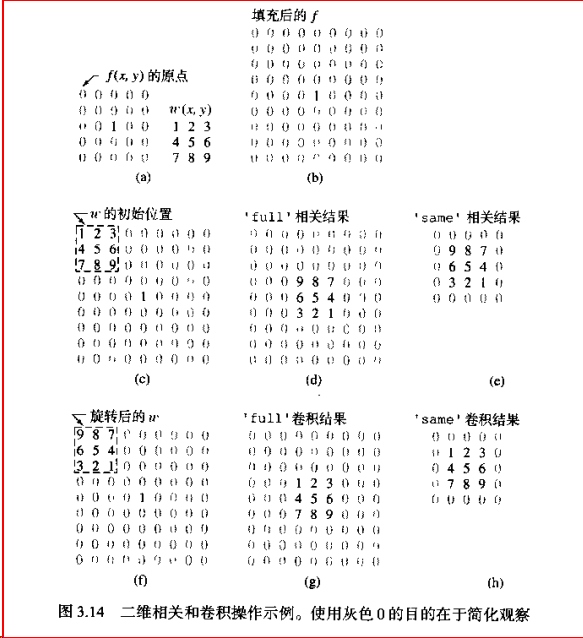 填充后的 f
0 0 0 0 0 0 0 0 0
0 0 0 0 0 0 0 0 0
0 0 0 0 0 0 0 0 0
0 0 0 0 0 0 0 0 0
0 0 0 0 1 0 0 0 0
0 0 0 0 0 0 0 0 0
0 0 0 0 0 0 0 0 0
0 0 0 0 0 0 0 0 0
0 0 0 0 0 0 0 0 0
(b)
f(x, y) 的原点
0 0 0 0 0
0 0 0 0 0
0 0 1 0 0
0 0 0 0 0
0 0 0 0 0
w(x, y)
1 2 3
4 5 6
7 8 9
(a)
w 的初始位置
1 2 3 0 0 0 0 0 0
4 5 6 0 0 0 0 0 0
7 8 9 0 0 0 0 0 0
0 0 0 0 0 0 0 0 0
0 0 0 0 1 0 0 0 0
0 0 0 0 0 0 0 0 0
0 0 0 0 0 0 0 0 0
0 0 0 0 0 0 0 0 0
0 0 0 0 0 0 0 0 0
(c)
'full'相关结果
0 0 0 0 0 0 0 0 0
0 0 0 0 0 0 0 0 0
0 0 0 0 0 0 0 0 0
0 0 0 9 8 7 0 0 0
0 0 0 6 5 4 0 0 0
0 0 0 3 2 1 0 0 0
0 0 0 0 0 0 0 0 0
0 0 0 0 0 0 0 0 0
0 0 0 0 0 0 0 0 0
(d)
'same' 相关结果
0 0 0 0 0
0 9 8 7 0
0 6 5 4 0
0 3 2 1 0
0 0 0 0 0
(e)
旋转后的 w
9 8 7 0 0 0 0 0 0
6 5 4 0 0 0 0 0 0
3 2 1 0 0 0 0 0 0
0 0 0 0 0 0 0 0 0
0 0 0 0 1 0 0 0 0
0 0 0 0 0 0 0 0 0
0 0 0 0 0 0 0 0 0
0 0 0 0 0 0 0 0 0
0 0 0 0 0 0 0 0 0
(f)
'full'卷积结果
0 0 0 0 0 0 0 0 0
0 0 0 0 0 0 0 0 0
0 0 0 0 0 0 0 0 0
0 0 0 1 2 3 0 0 0
0 0 0 4 5 6 0 0 0
0 0 0 7 8 9 0 0 0
0 0 0 0 0 0 0 0 0
0 0 0 0 0 0 0 0 0
0 0 0 0 0 0 0 0 0
(g)
'same' 卷积结果
0 0 0 0 0
0 1 2 3 0
0 4 5 6 0
0 7 8 9 0
0 0 0 0 0
(h)
图 3.14 二维相关和卷积操作示例。使用灰色 0 的目的在于简化观察